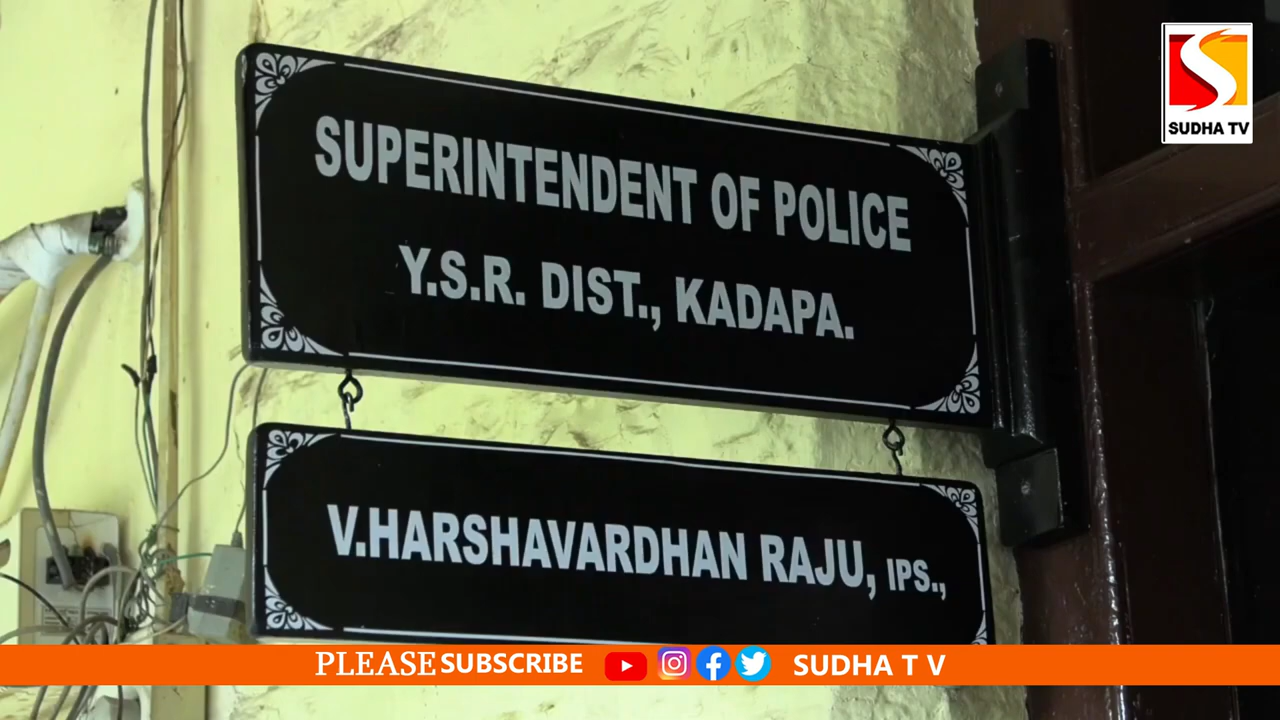 SUPERINTENDENT OF POLICE
Y.S.R. DIST., KADAPA.
V.HARSHAVARDHAN RAJU, IPS.,
SUDHA TV
PLEASE SUBSCRIBE SUDHA T V